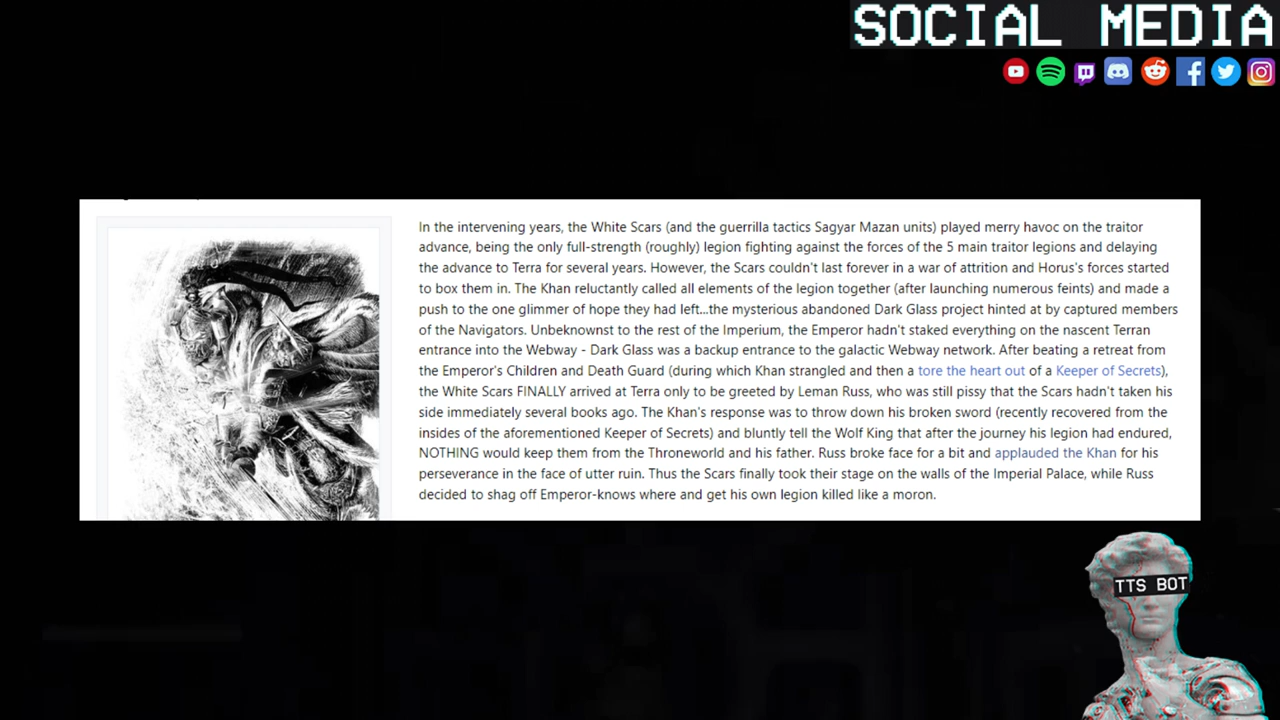 SOCIAL MEDIA
In the intervening years, the White Scars (and the guerrilla tactics Sagyar Mazan units) played merry havoc on the traitor
advance, being the only full-strength (roughly) legion fighting against the forces of the 5 main traitor legions and delaying
the advance to Terra for several years. However, the Scars couldn't last forever in a war of attrition and Horus's forces started
to box them in. The Khan reluctantly called all elements of the legion together (after launching numerous feints) and made a
push to the one glimmer of hope they had left...the mysterious abandoned Dark Glass project hinted at by captured members
of the Navigators. Unbeknownst to the rest of the Imperium, the Emperor hadn't staked everything on the nascent Terran
entrance into the Webway - Dark Glass was a backup entrance to the galactic Webway network. After beating a retreat from
the Emperor's Children and Death Guard (during which Khan strangled and then a tore the heart out of a Keeper of Secrets),
the White Scars FINALLY arrived at Terra only to be greeted by Leman Russ, who was still pissy that the Scars hadn't taken his
side immediately several books ago. The Khan's response was to throw down his broken sword (recently recovered from the
insides of the aforementioned Keeper of Secrets) and bluntly tell the Wolf King that after the journey his legion had endured,
NOTHING would keep them from the Throneworld and his father. Russ broke face for a bit and applauded the Khan for his
perseverance in the face of utter ruin. Thus the Scars finally took their stage on the walls of the Imperial Palace, while Russ
decided to shag off Emperor-knows where and get his own legion killed like a moron.
TTS BOT